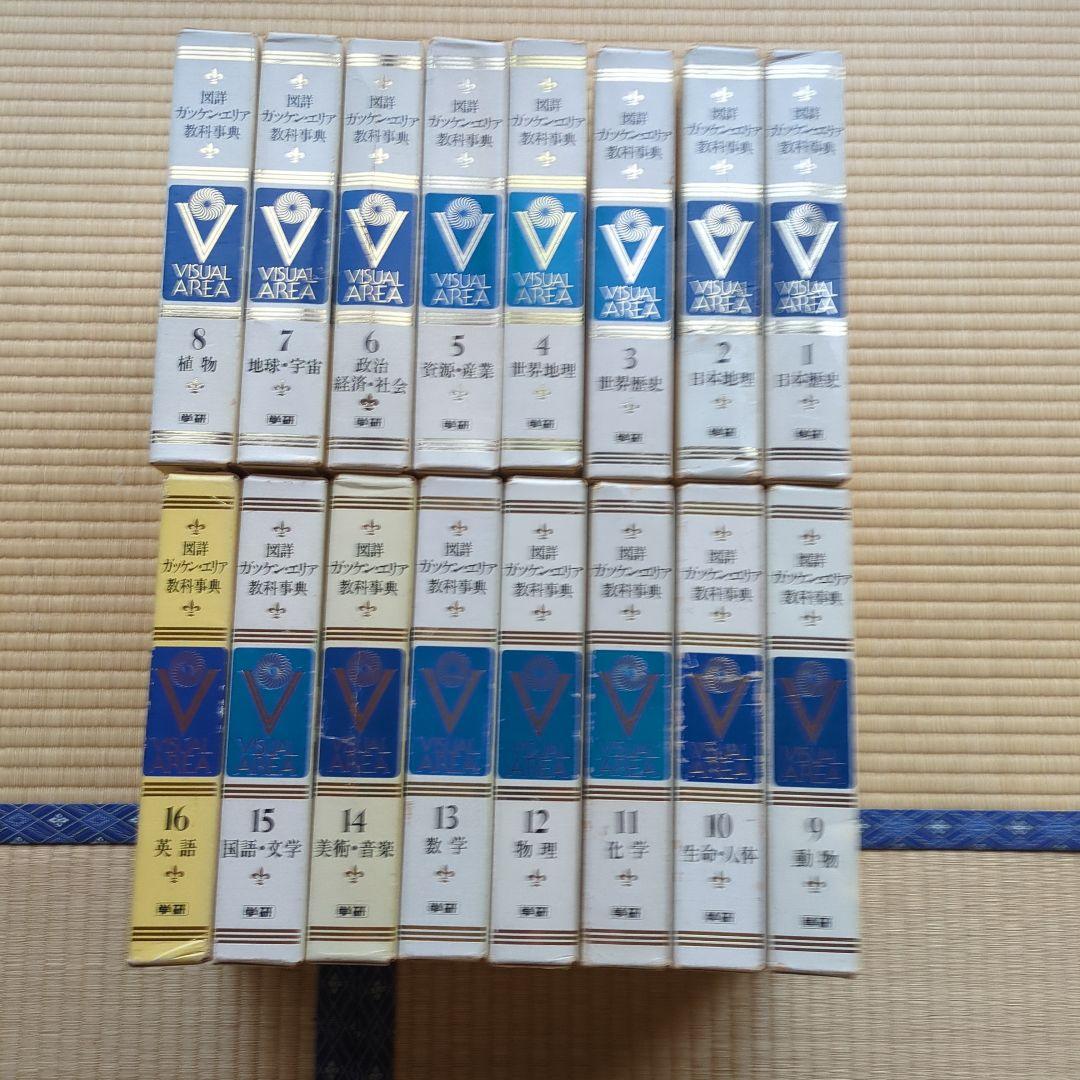 図詳
ガッケン・エリア
教科事典
VISUAL
AREA
8
植物
学研
図詳
ガッケン・エリア
教科事典
VISUAL
AREA
7
地球・宇宙
学研
図詳
ガッケン・エリア
教科事典
VISUAL
AREA
6
政治
経済・社会
学研
図詳
ガッケン・エリア
教科事典
VISUAL
AREA
5
資源・産業
学研
図詳
ガッケン・エリア
教科事典
VISUAL
AREA
4
世界地理
学研
図詳
ガッケン・エリア
教科事典
VISUAL
AREA
3
世界歴史
学研
図詳
ガッケン・エリア
教科事典
VISUAL
AREA
2
日本地理
学研
図詳
ガッケン・エリア
教科事典
VISUAL
AREA
1
日本歴史
学研
図詳
ガッケン・エリア
教科事典
VISUAL
AREA
16
英語
学研
図詳
ガッケン・エリア
教科事典
VISUAL
AREA
15
国語・文学
学研
図詳
ガッケン・エリア
教科事典
VISUAL
AREA
14
美術・音楽
学研
図詳
ガッケン・エリア
教科事典
VISUAL
AREA
13
数学
学研
図詳
ガッケン・エリア
教科事典
VISUAL
AREA
12
物理
学研
図詳
ガッケン・エリア
教科事典
VISUAL
AREA
11
化学
学研
図詳
ガッケン・エリア
教科事典
VISUAL
AREA
10
生命・人体
学研
図詳
ガッケン・エリア
教科事典
VISUAL
AREA
9
動物
学研